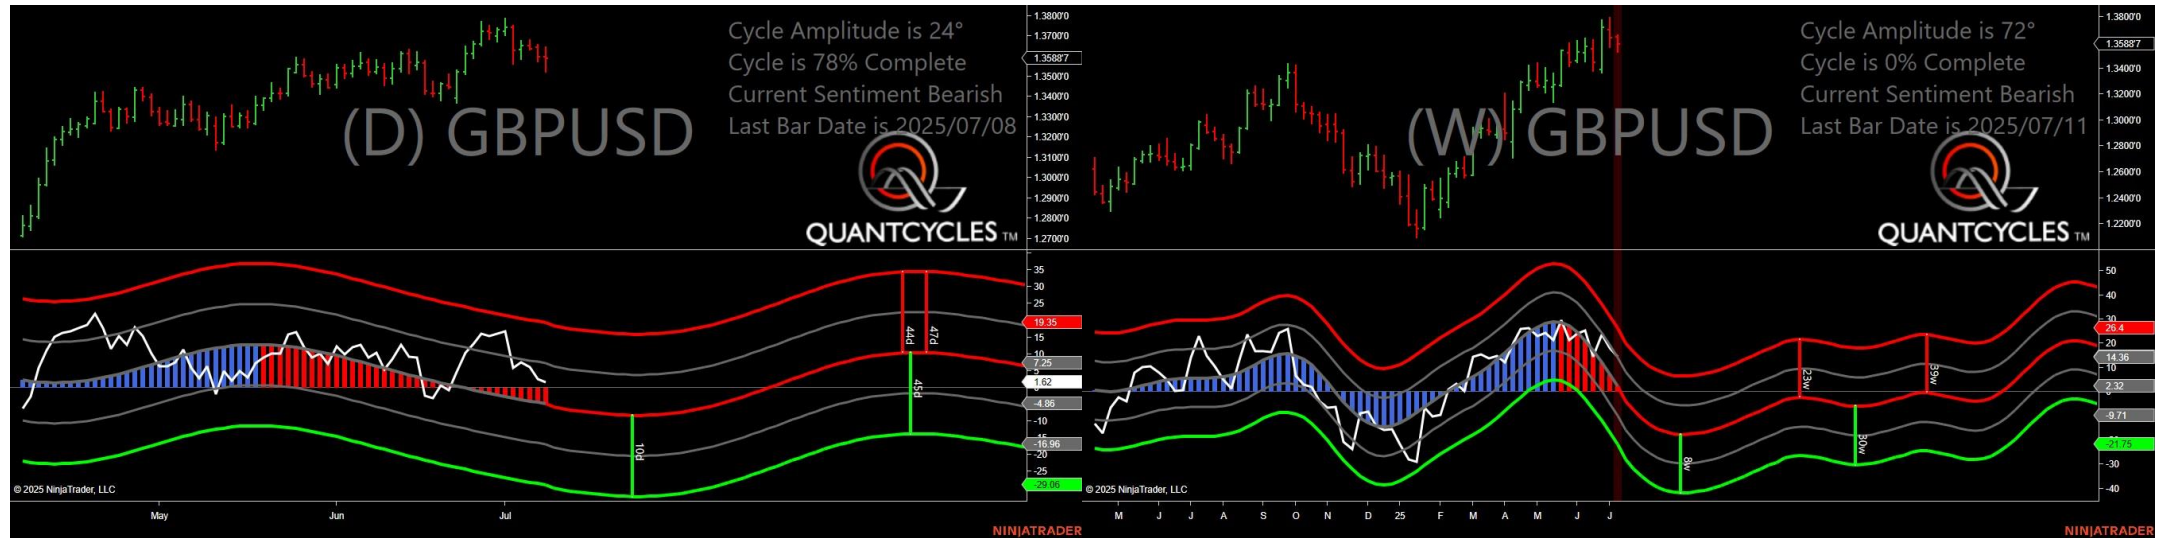 Cycle Amplitude is 24°
Cycle is 78% Complete
Current Sentiment Bearish
Last Bar Date is 2025/07/08
(D) GBPUSD
QUANTCYCLES TM
1.3800'0
1.3700'0
1.3588'7
1.3500'0
1.3400'0
1.3300'0
1.3200'0
1.3100'0
1.3000'0
1.2900'0
1.2800'0
1.2700'0
35
30
25
19.35
15
10
7.25
1.62
-4.86
-10
-16.96
-20
-25
-29.06
44d
47d
45d
10d
© 2025 NinjaTrader, LLC
May
Jun
Jul
NINJATRADER
Cycle Amplitude is 72°
Cycle is 0% Complete
Current Sentiment Bearish
Last Bar Date is 2025/07/11
(W) GBPUSD
QUANTCYCLES TM
1.3800'0
1.3588'7
1.3400'0
1.3200'0
1.3000'0
1.2800'0
1.2600'0
1.2400'0
1.2200'0
50
40
30
26.4
20
14.36
10
2.32
-9.71
-21.75
-30
-40
23w
39w
8w
30w
© 2025 NinjaTrader, LLC
M
J
J
A
S
O
N
D
25
F
M
A
M
J
J
NINJATRADER